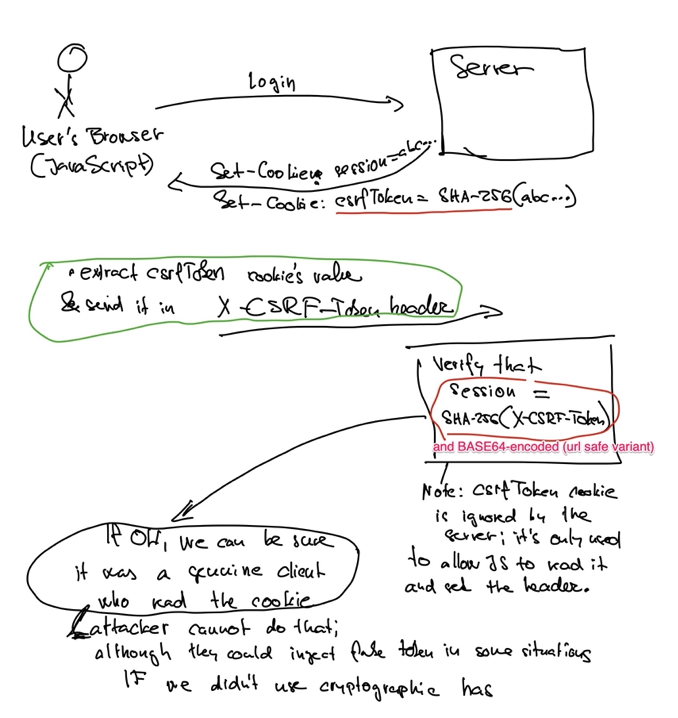 Login
Server
User's Browser
(JavaScript)
Set-Cookie: session=abc...
Set-Cookie: csrfToken = SHA-256(abc...)
• extract csrfToken cookie's value
& send it in X-CSRF-Token header
Verify that
session =
SHA-256(X-CSRF-Token)
and BASE64-encoded (url safe variant)
Note: csrfToken cookie
is ignored by the
server; it's only used
to allow JS to read it
and set the header.
If OK, we can be sure
it was a genuine client
who read the cookie
attacker cannot do that;
although they could inject fake token in some situations
IF we didn't use cryptographic has